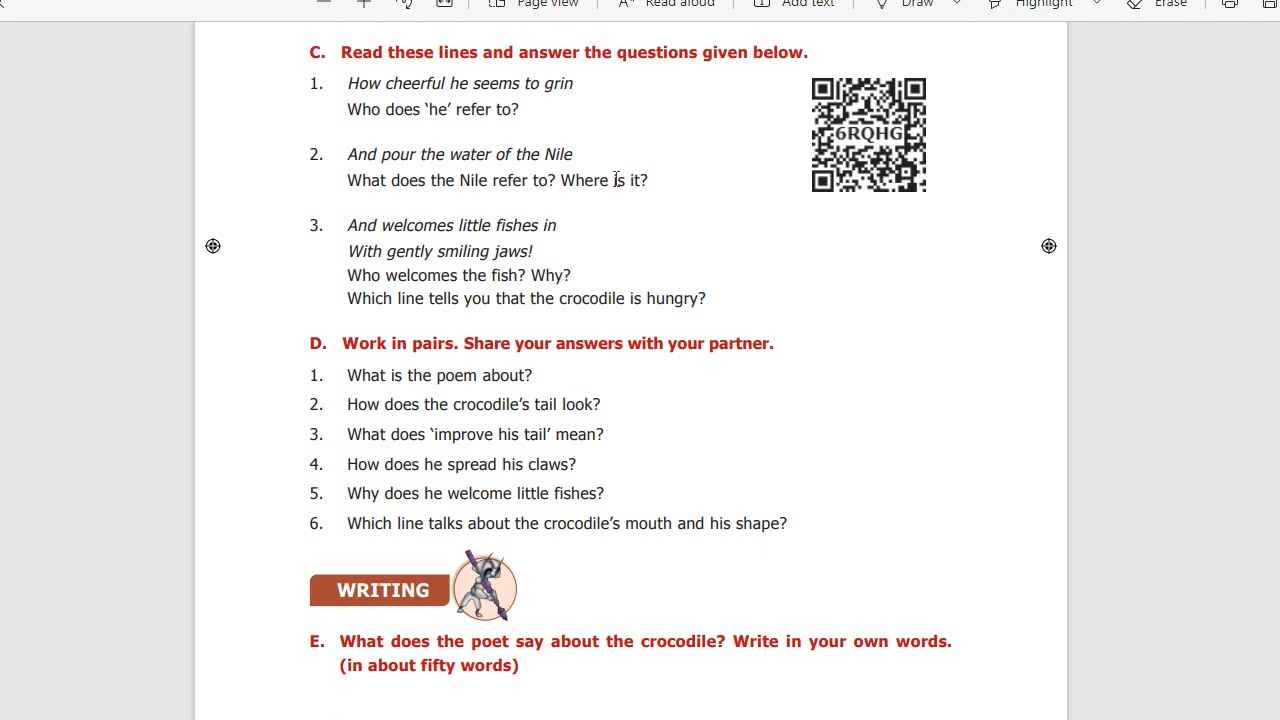 Page view
Read aloud
Add text
Draw
Highlight
Erase
C. Read these lines and answer the questions given below.
1. How cheerful he seems to grin
Who does ‘he’ refer to?
6RQHG
2. And pour the water of the Nile
What does the Nile refer to? Where is it?
3. And welcomes little fishes in
With gently smiling jaws!
Who welcomes the fish? Why?
Which line tells you that the crocodile is hungry?
D. Work in pairs. Share your answers with your partner.
1. What is the poem about?
2. How does the crocodile’s tail look?
3. What does ‘improve his tail’ mean?
4. How does he spread his claws?
5. Why does he welcome little fishes?
6. Which line talks about the crocodile’s mouth and his shape?
WRITING
E. What does the poet say about the crocodile? Write in your own words.
(in about fifty words)